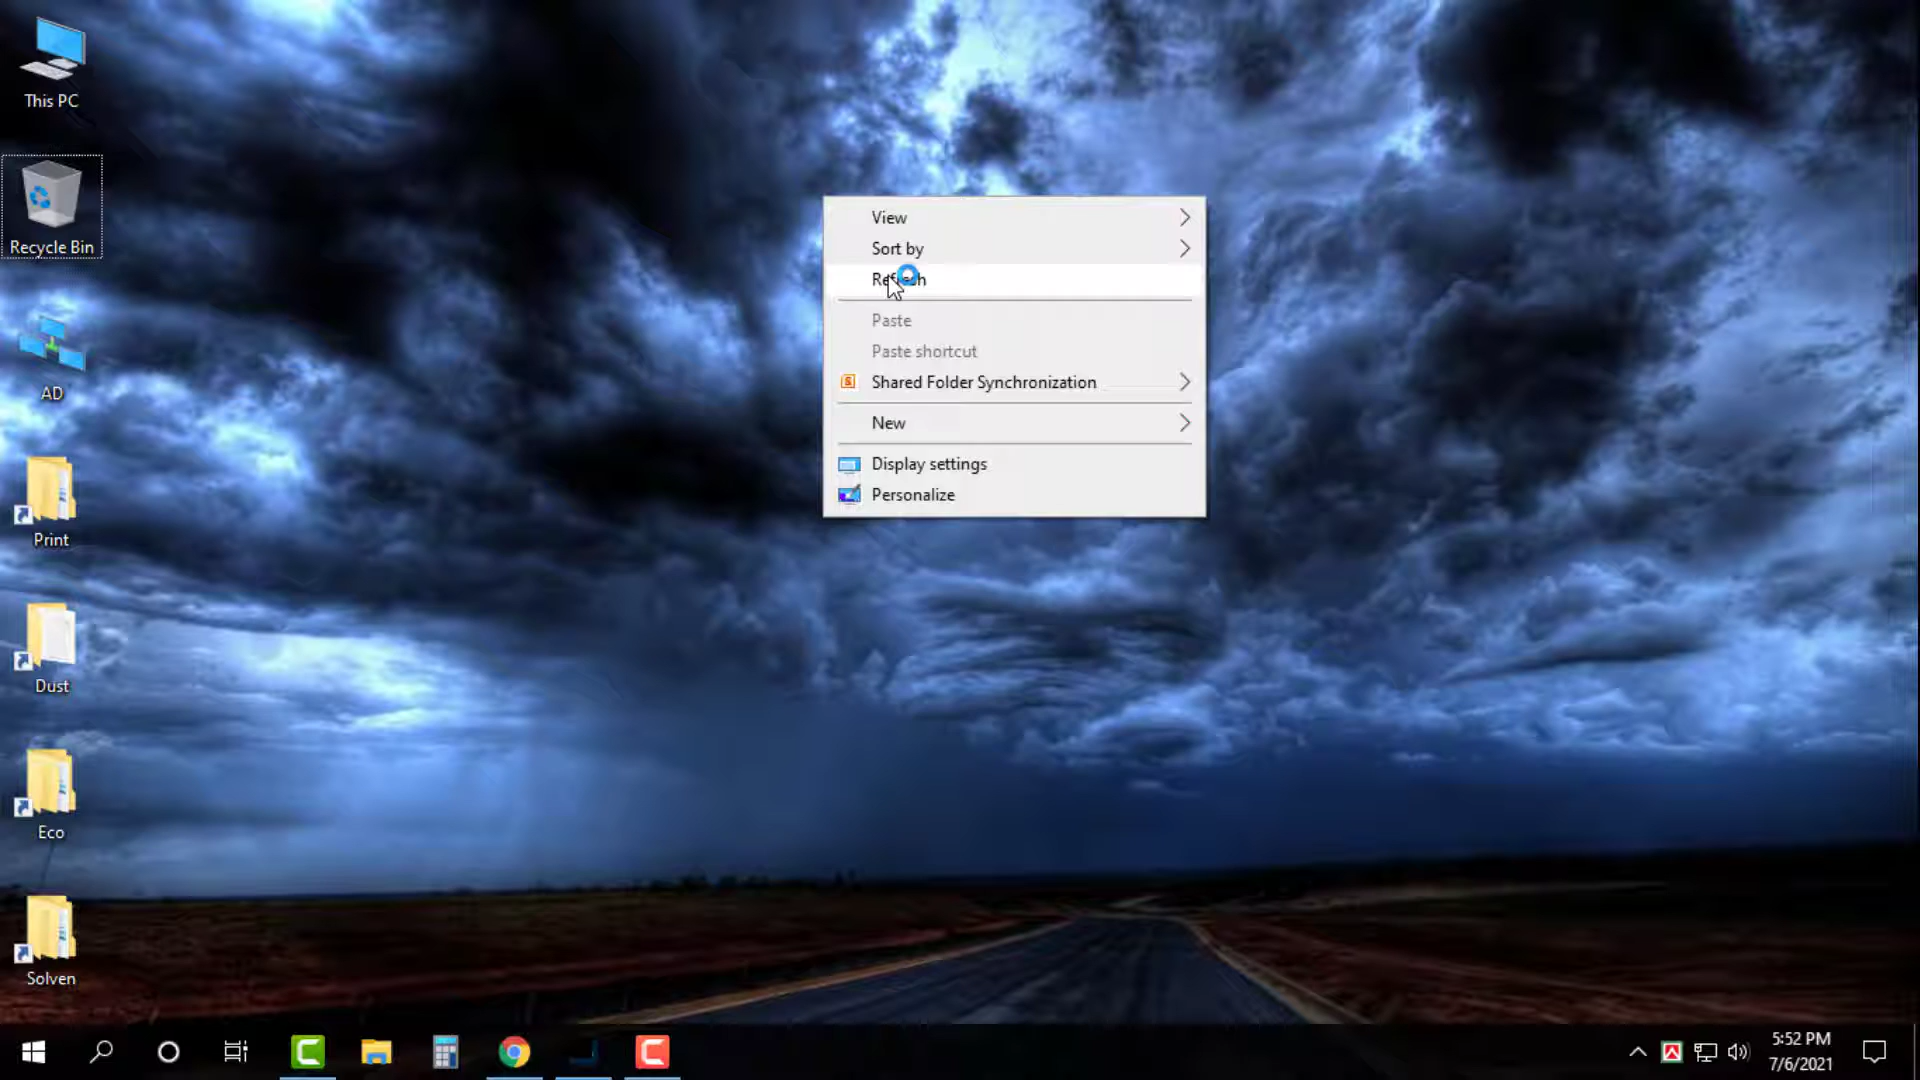 This PC
Recycle Bin
AD
Print
Dust
Eco
Solven
View
Sort by
Refresh
Paste
Paste shortcut
Shared Folder Synchronization
New
Display settings
Personalize
5:52 PM
7/6/2021